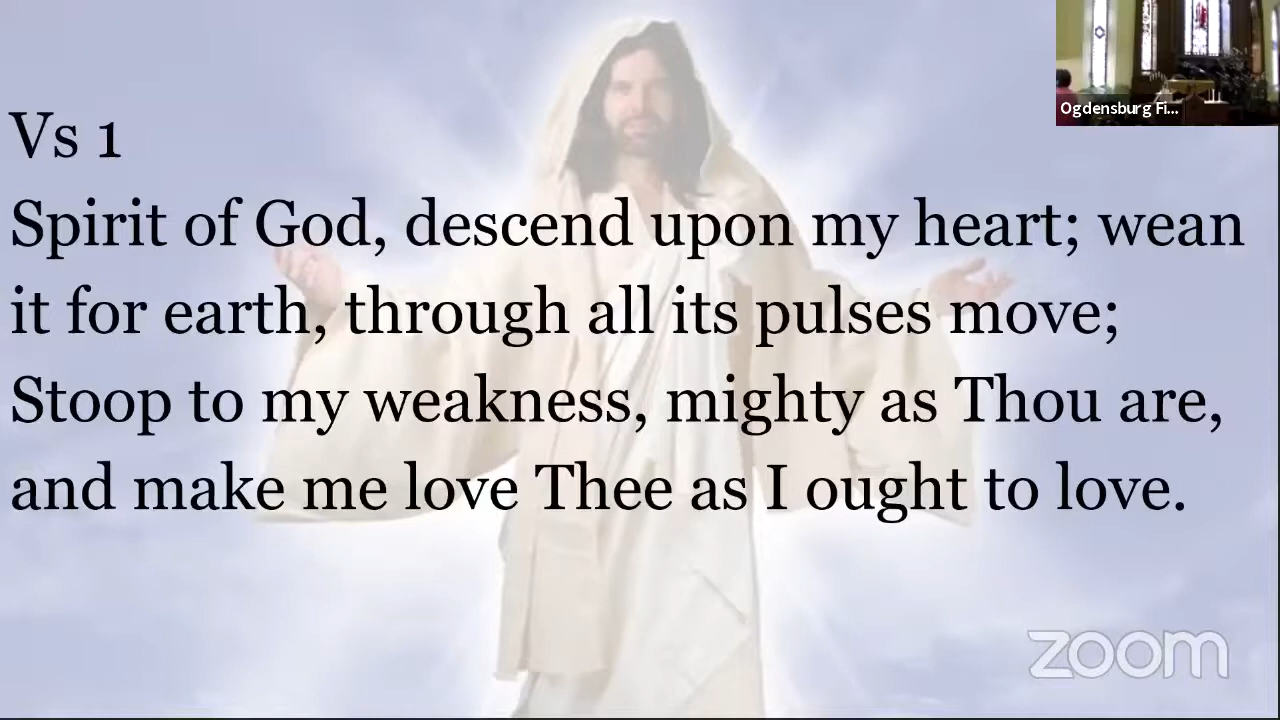 Ogdensburg Fi...
Vs 1
Spirit of God, descend upon my heart; wean
it for earth, through all its pulses move;
Stoop to my weakness, mighty as Thou are,
and make me love Thee as I ought to love.
zoom